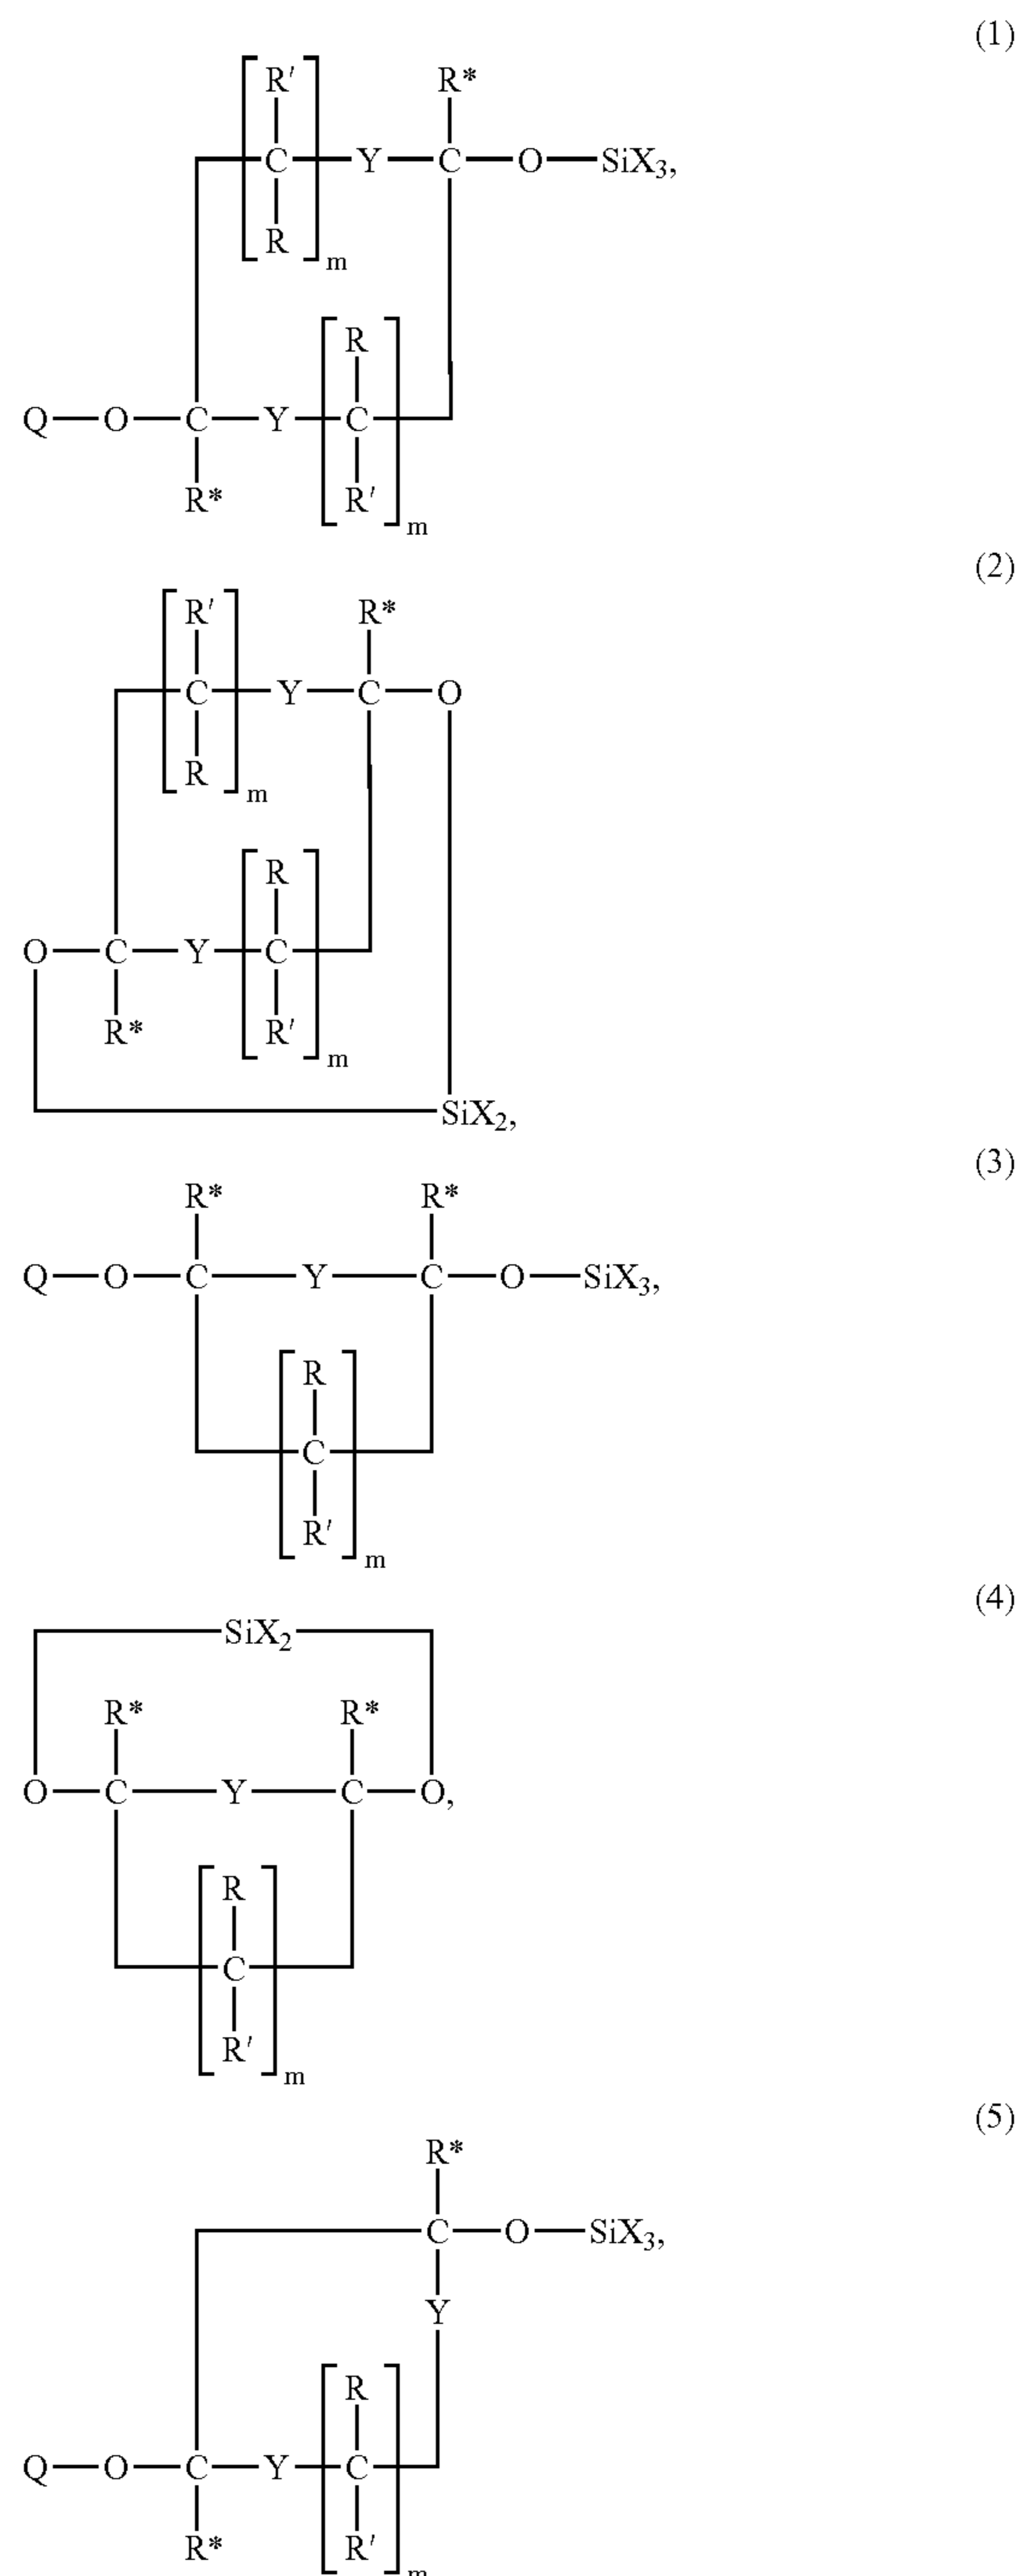 (1)
R′ R*
C Y C O SiX₃,
R
m
R
Q O C Y C
R* R′
m
(2)
R′ R*
C Y C O
R
m
R
O C Y C
R* R′
m
SiX₂,
(3)
R* R*
Q O C Y C O SiX₃,
R
C
R′
m
(4)
SiX₂
R* R*
O C Y C O,
R
C
R′
m
(5)
R*
C O SiX₃,
Y
R
Q O C Y C
R* R′
m